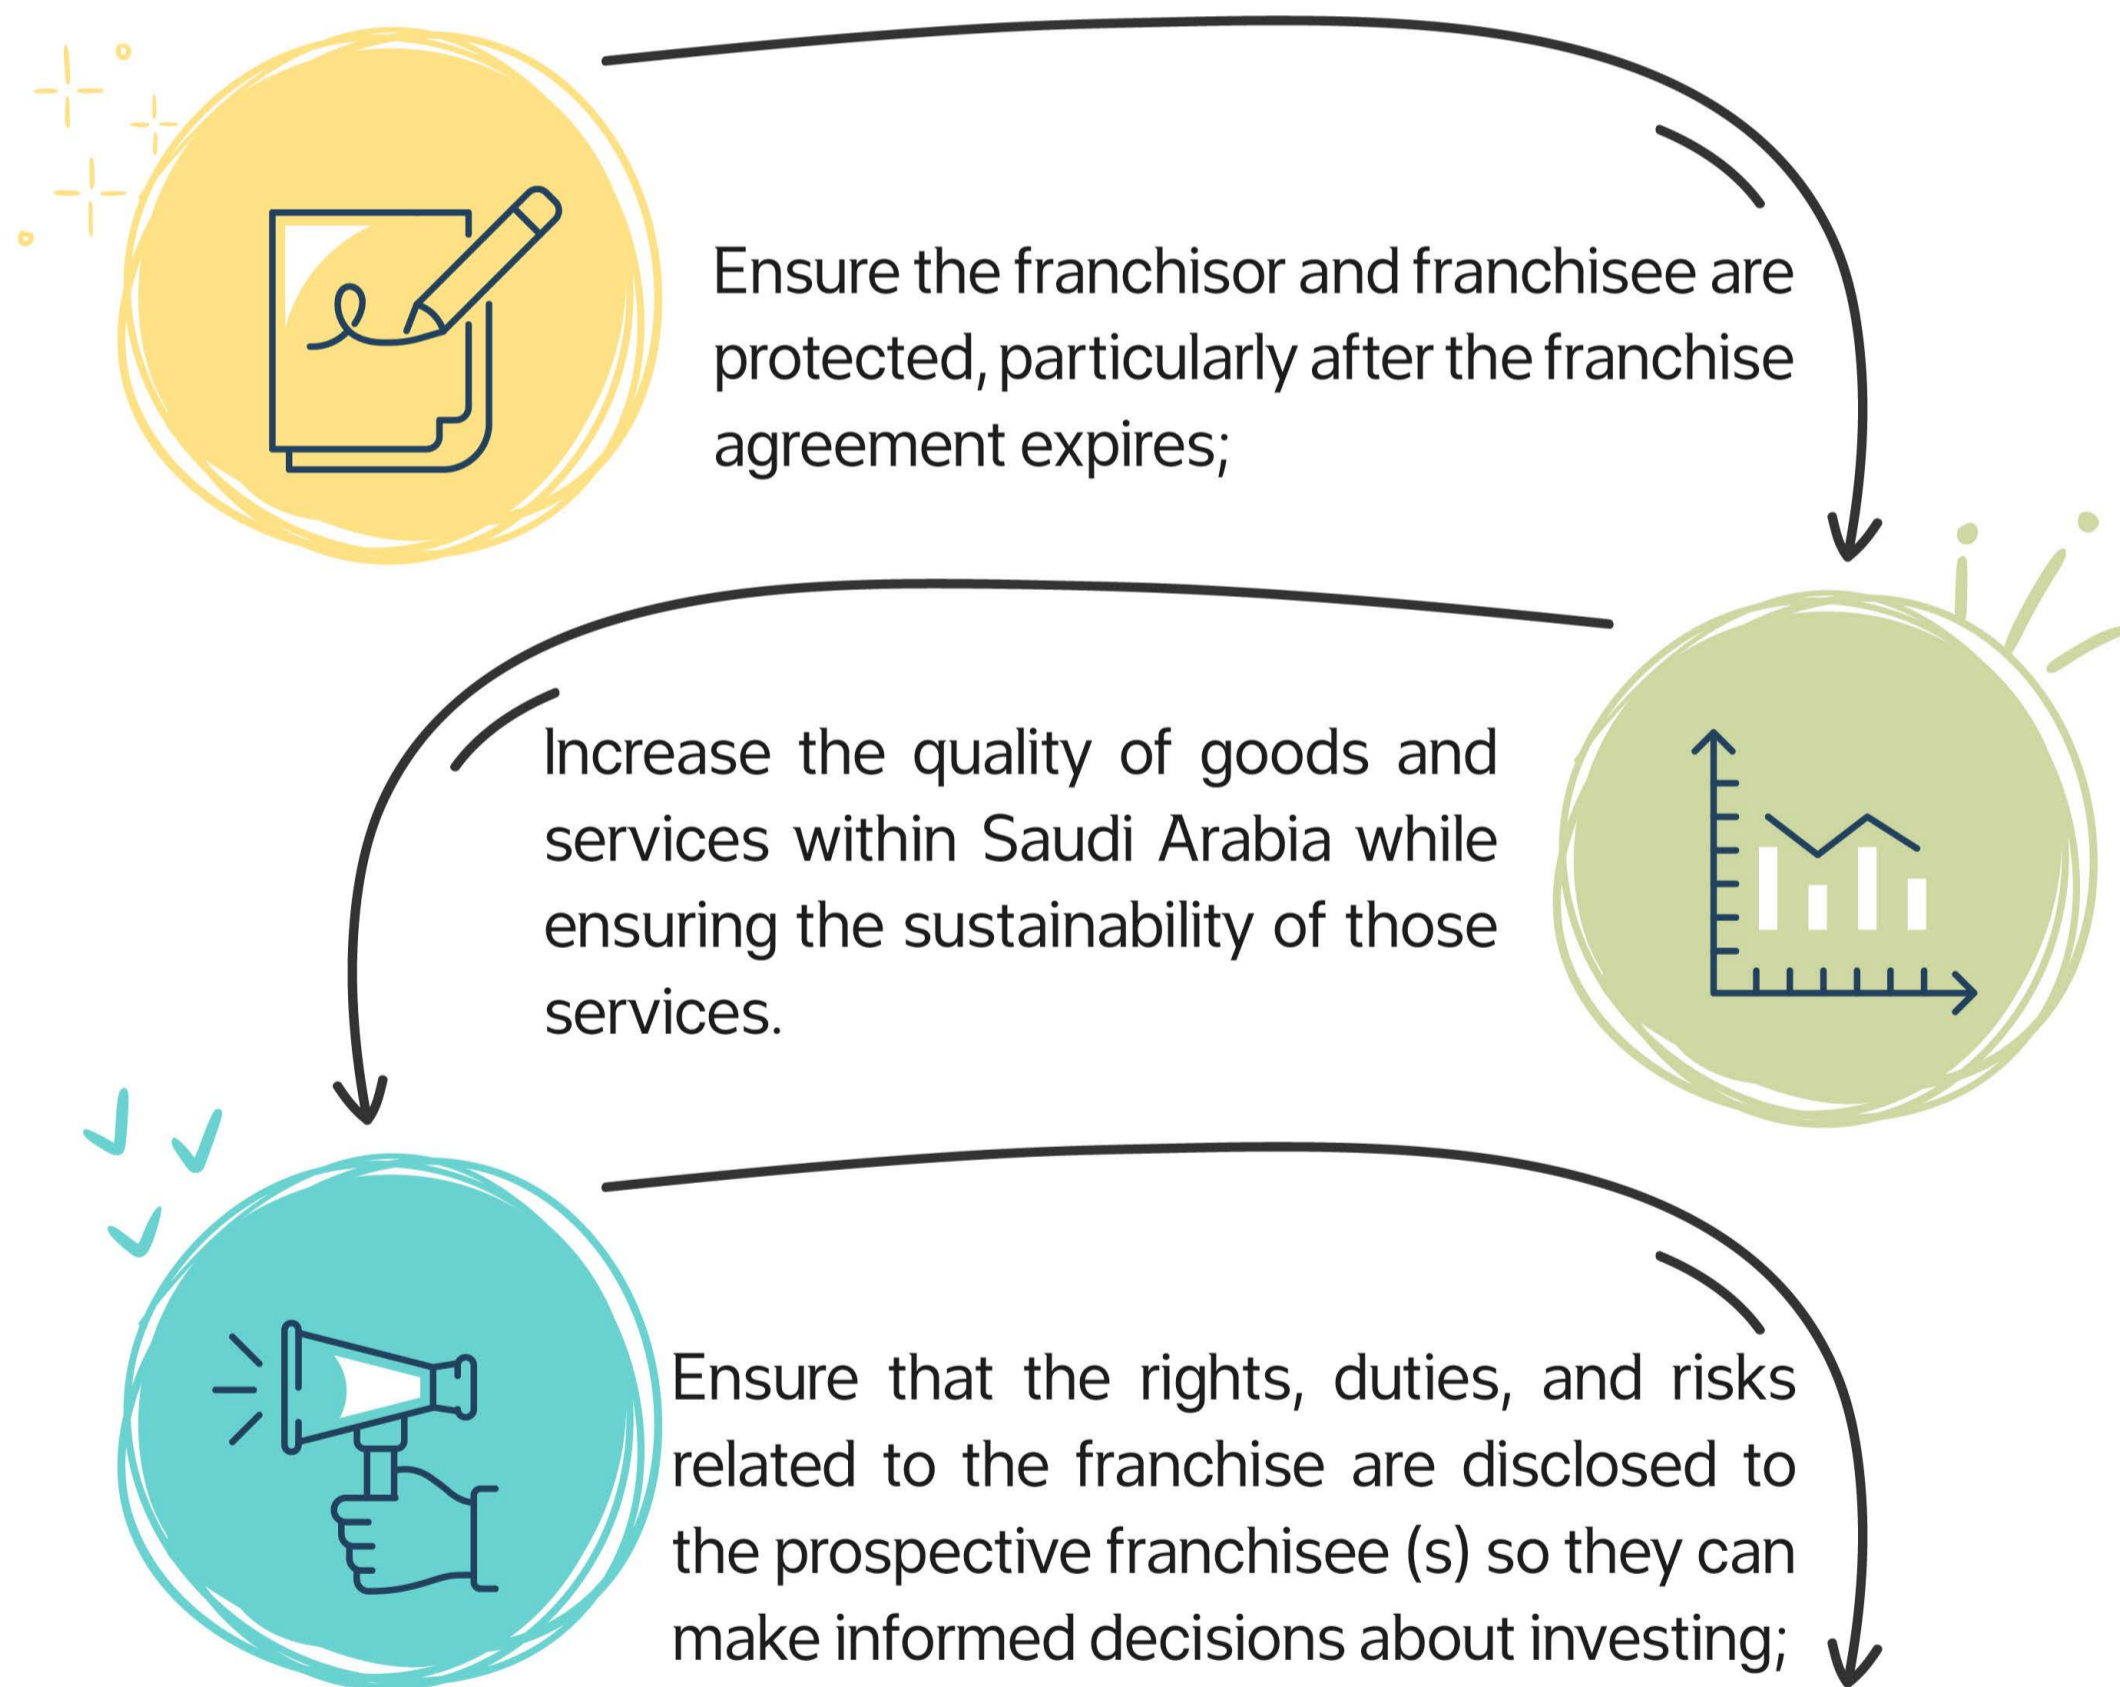 Ensure the franchisor and franchisee are
protected, particularly after the franchise
agreement expires;
Increase the quality of goods and
services within Saudi Arabia while
ensuring the sustainability of those
services.
Ensure that the rights, duties, and risks
related to the franchise are disclosed to
the prospective franchisee (s) so they can
make informed decisions about investing;